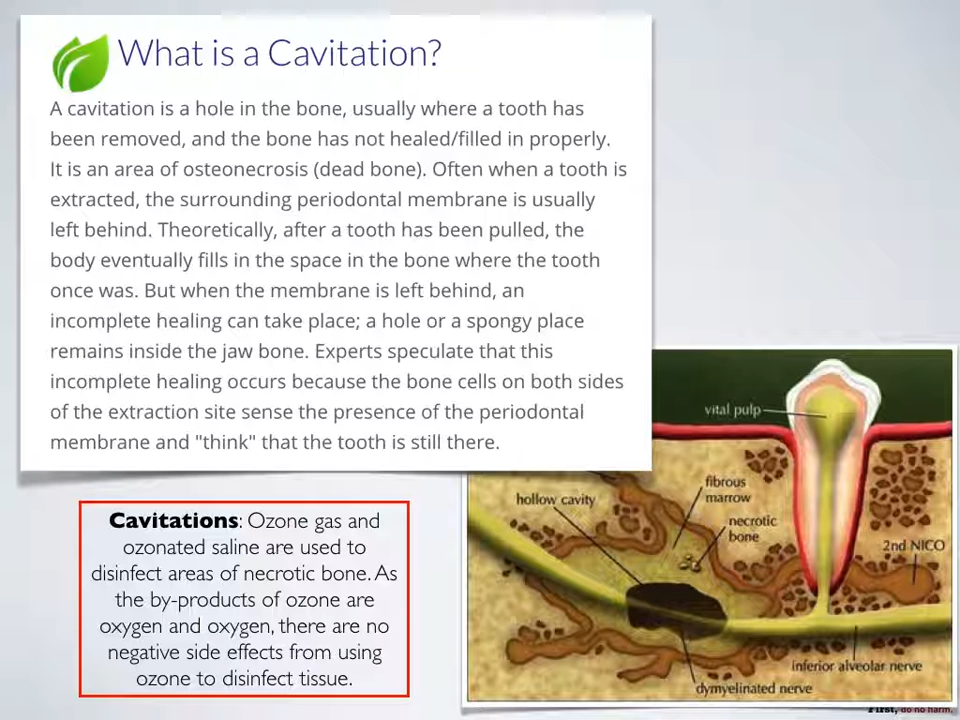 What is a Cavitation?
A cavitation is a hole in the bone, usually where a tooth has
been removed, and the bone has not healed/filled in properly.
It is an area of osteonecrosis (dead bone). Often when a tooth is
extracted, the surrounding periodontal membrane is usually
left behind. Theoretically, after a tooth has been pulled, the
body eventually fills in the space in the bone where the tooth
once was. But when the membrane is left behind, an
incomplete healing can take place; a hole or a spongy place
remains inside the jaw bone. Experts speculate that this
incomplete healing occurs because the bone cells on both sides
of the extraction site sense the presence of the periodontal
membrane and "think" that the tooth is still there.
vital pulp
fibrous
marrow
hollow cavity
necrotic
bone
2nd NICO
inferior alveolar nerve
dymyelinated nerve
Cavitations: Ozone gas and
ozonated saline are used to
disinfect areas of necrotic bone. As
the by-products of ozone are
oxygen and oxygen, there are no
negative side effects from using
ozone to disinfect tissue.
First, do no harm.